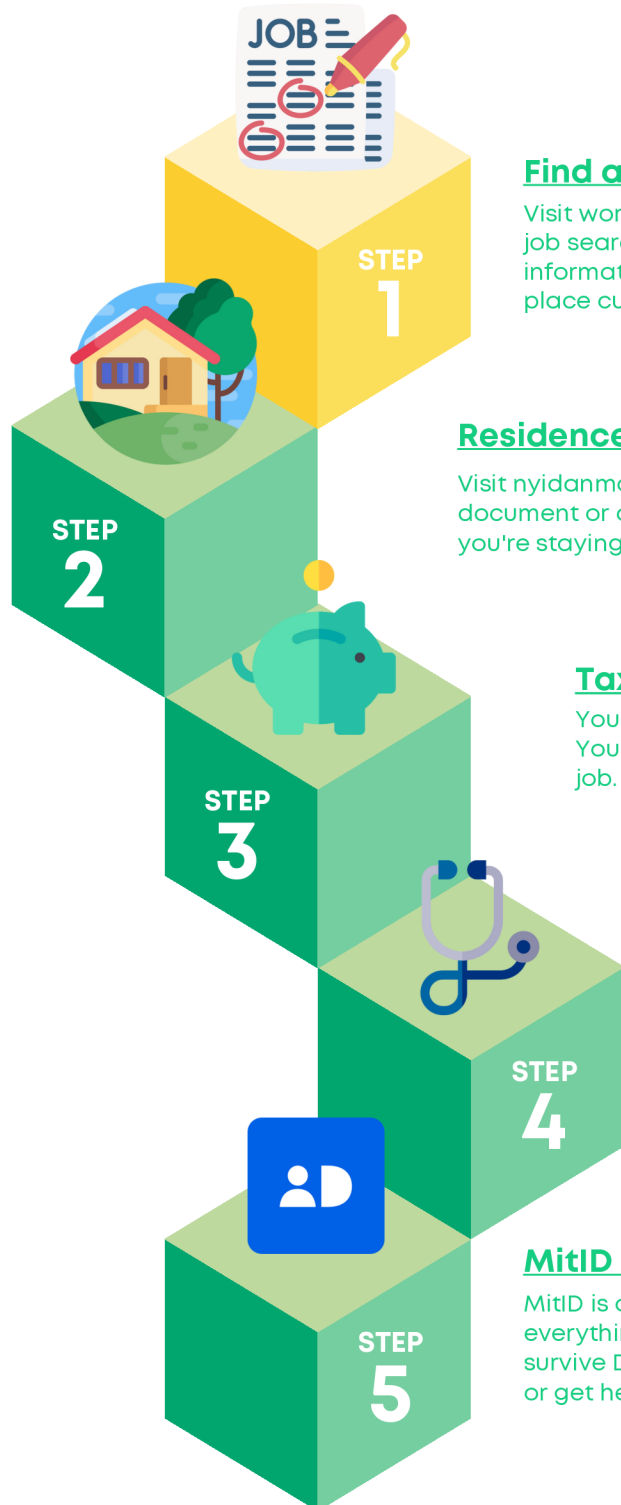 JOB
STEP
1
Find a
Visit wor
job sear
informat
place cu
STEP
2
Residence
Visit nyidanma
document or a
you're staying
STEP
3
Tax
You
You
job.
STEP
4
STEP
5
MitID
MitID is a
everythin
survive D
or get he